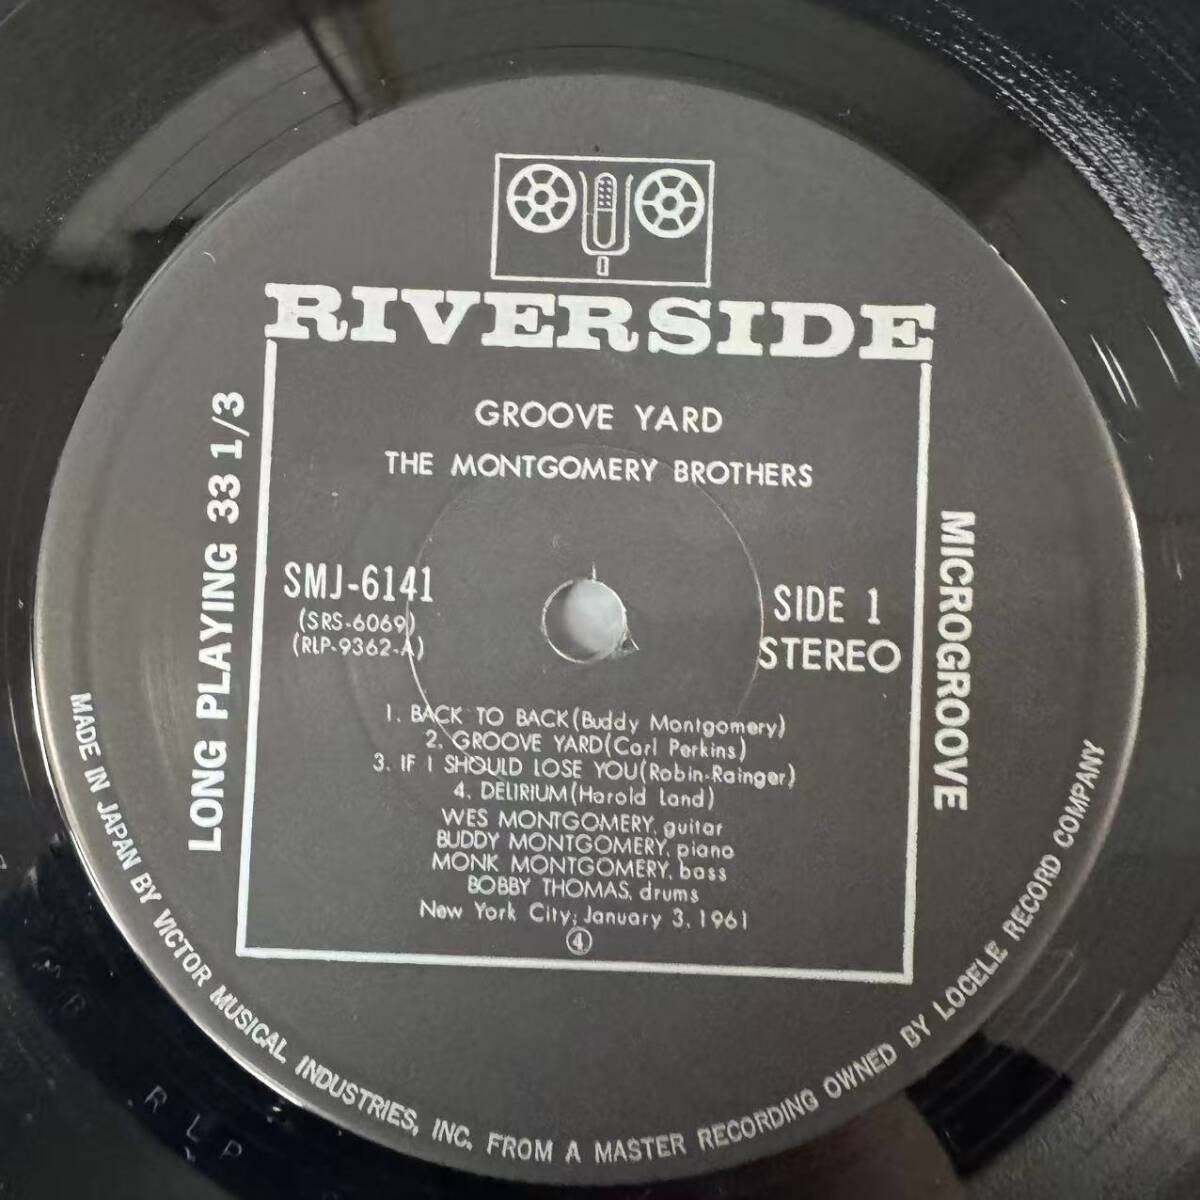 RIVERSIDE
GROOVE YARD
THE MONTGOMERY BROTHERS
LONG PLAYING 33 1/3
MICROGROOVE
SMJ-6141
(SRS-6069)
(RLP-9362-A)
SIDE 1
STEREO
1. BACK TO BACK(Buddy Montgomery)
2. GROOVE YARD(Carl Perkins)
3. IF I SHOULD LOSE YOU(Robin-Rainger)
4. DELIRIUM(Harold Land)
WES MONTGOMERY, guitar
BUDDY MONTGOMERY, piano
MONK MONTGOMERY, bass
BOBBY THOMAS, drums
New York City; January 3, 1961
④
MADE IN JAPAN BY VICTOR MUSICAL INDUSTRIES, INC. FROM A MASTER RECORDING OWNED BY LOCELE RECORD COMPANY
RLP